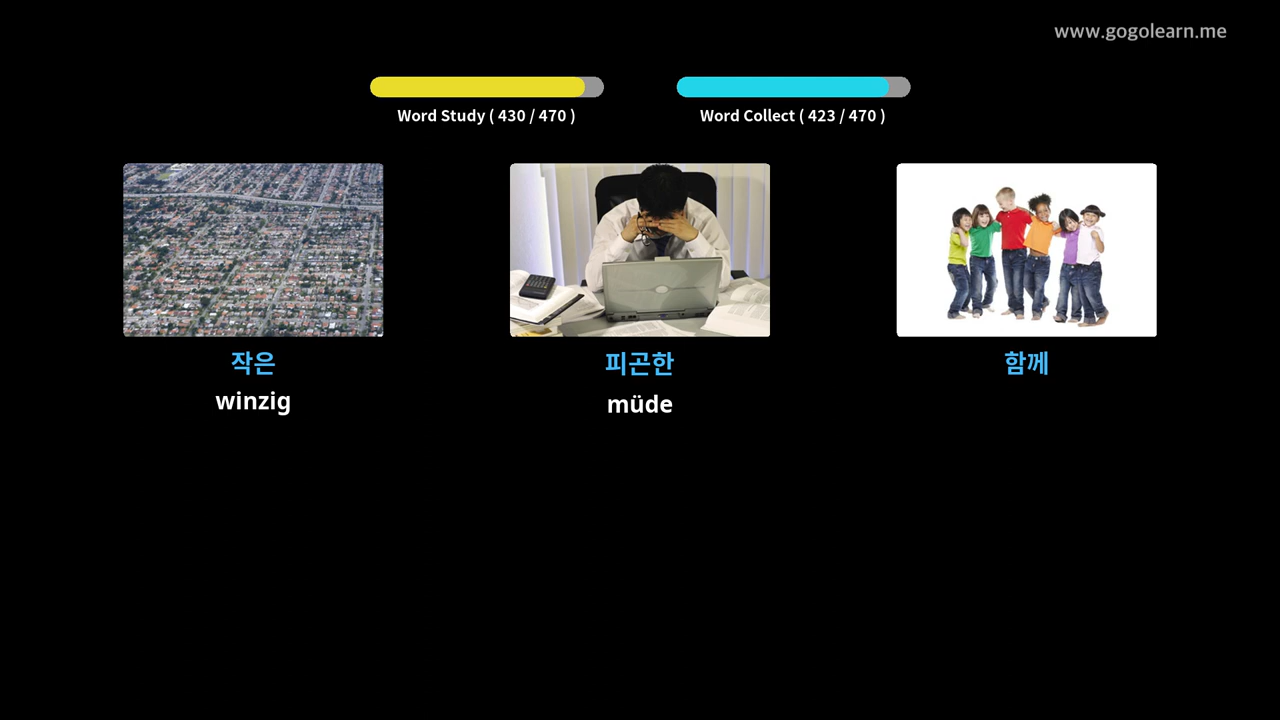 www.gogolearn.me
Word Study ( 430 / 470 )
Word Collect ( 423 / 470 )
작은
피곤한
함께
winzig
müde